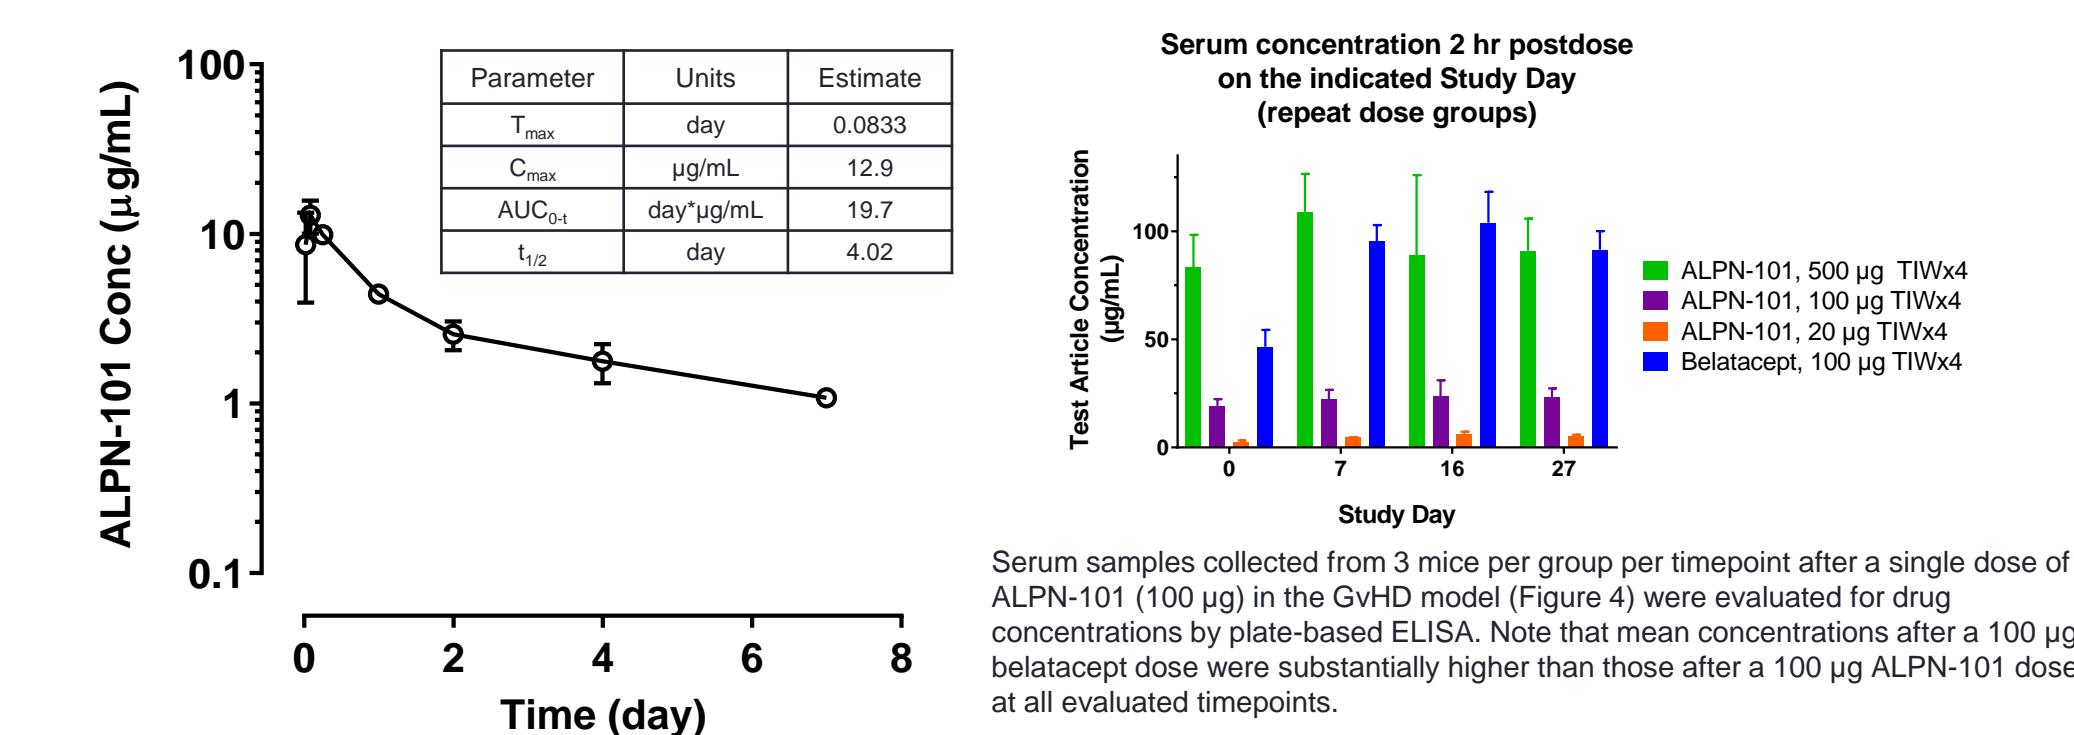 100
10
1
0.1
ALPN-101 Conc (µg/mL)
0
2
4
6
8
Time (day)
Parameter Units Estimate
Tmax day 0.0833
Cmax µg/mL 12.9
AUC0-t day*µg/mL 19.7
t1/2 day 4.02
Serum concentration 2 hr postdose
on the indicated Study Day
(repeat dose groups)
Test Article Concentration
(µg/mL)
100
50
0
0
7
16
27
Study Day
ALPN-101, 500 µg TIWx4
ALPN-101, 100 µg TIWx4
ALPN-101, 20 µg TIWx4
Belatacept, 100 µg TIWx4
Serum samples collected from 3 mice per group per timepoint after a single dose of
ALPN-101 (100 µg) in the GvHD model (Figure 4) were evaluated for drug
concentrations by plate-based ELISA. Note that mean concentrations after a 100 µg
belatacept dose were substantially higher than those after a 100 µg ALPN-101 dose
at all evaluated timepoints.